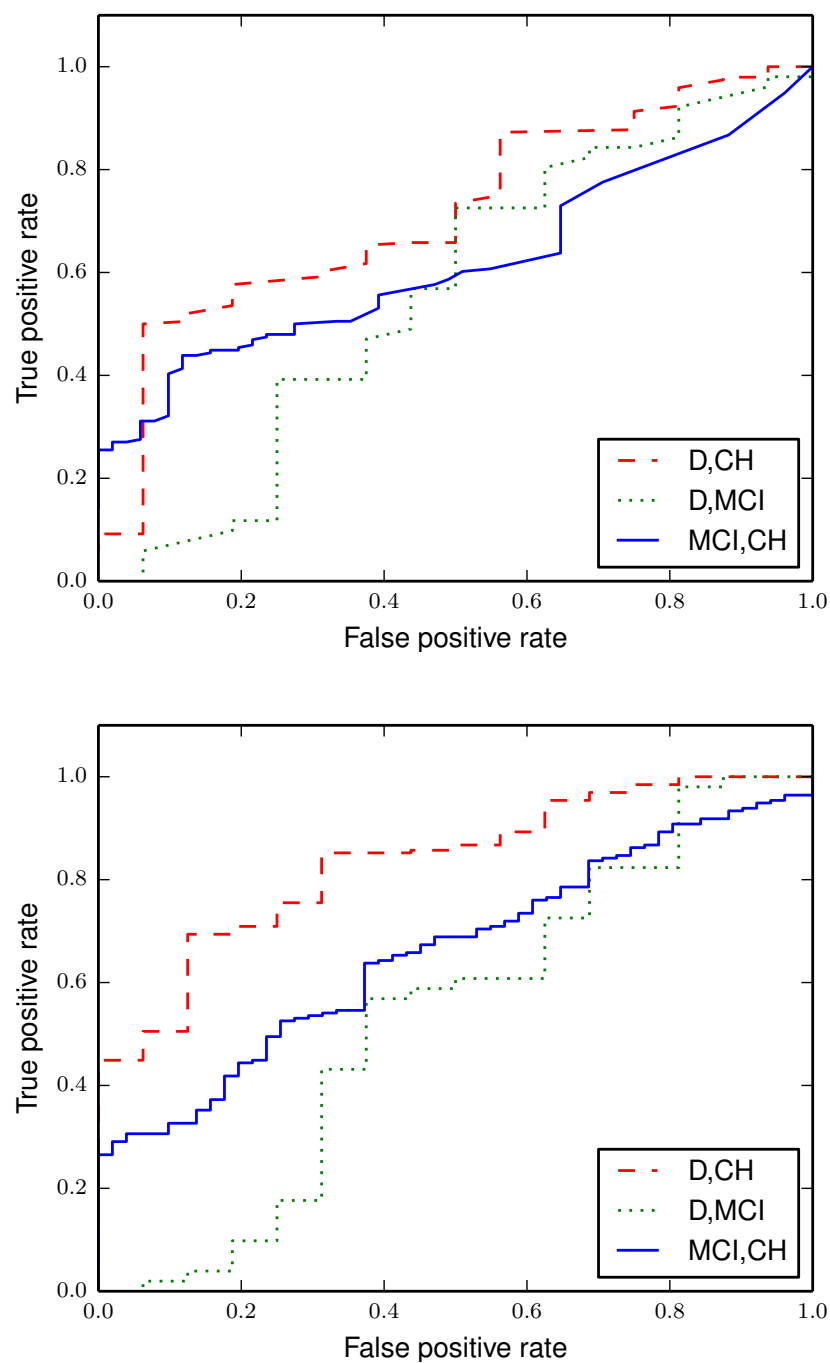 1.0
0.8
0.6
0.4
0.2
0.0
True positive rate
D,CH
D,MCI
MCI,CH
0.0 0.2 0.4 0.6 0.8 1.0
False positive rate
1.0
0.8
0.6
0.4
0.2
0.0
True positive rate
D,CH
D,MCI
MCI,CH
0.0 0.2 0.4 0.6 0.8 1.0
False positive rate